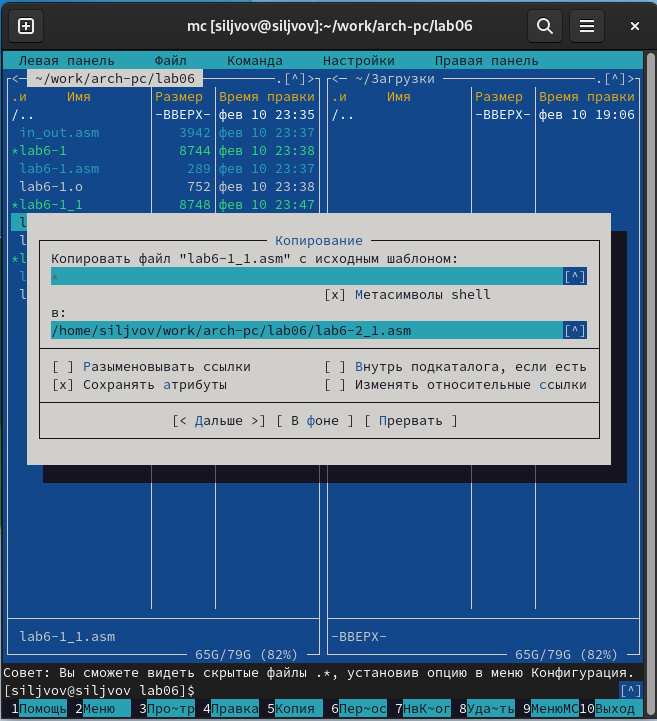 mc [siljvov@siljvov]:~/work/arch-pc/lab06
Левая панель Файл Команда Настройки Правая панель
<─ ~/work/arch-pc/lab06 .[^]> <─ ~/Загрузки .[^]>
.и Имя Размер Время правки .и Имя Размер Время правки
/.. -ВВЕРХ- фев 10 23:35 /.. -ВВЕРХ- фев 10 19:06
in_out.asm 3942 фев 10 23:37
*lab6-1 8744 фев 10 23:38
lab6-1.asm 289 фев 10 23:37
lab6-1.o 752 фев 10 23:38
*lab6-1_1 8748 фев 10 23:47
l
l
*l
l
l
Копирование
Копировать файл "lab6-1_1.asm" с исходным шаблоном:
* [^]
[x] Метасимволы shell
в:
/home/siljvov/work/arch-pc/lab06/lab6-2_1.asm [^]
[ ] Разыменовывать ссылки [ ] Внутрь подкаталога, если есть
[x] Сохранять атрибуты [ ] Изменять относительные ссылки
[< Дальше >] [ В фоне ] [ Прервать ]
lab6-1_1.asm -ВВЕРХ-
65G/79G (82%) 65G/79G (82%)
Совет: Вы сможете видеть скрытые файлы .*, установив опцию в меню Конфигурация.
[siljvov@siljvov lab06]$ [^]
1Помощь 2Меню 3Про~тр 4Правка 5Копия 6Пер~ос 7НвК~ог 8Уда~ть 9МенюMC 10Выход